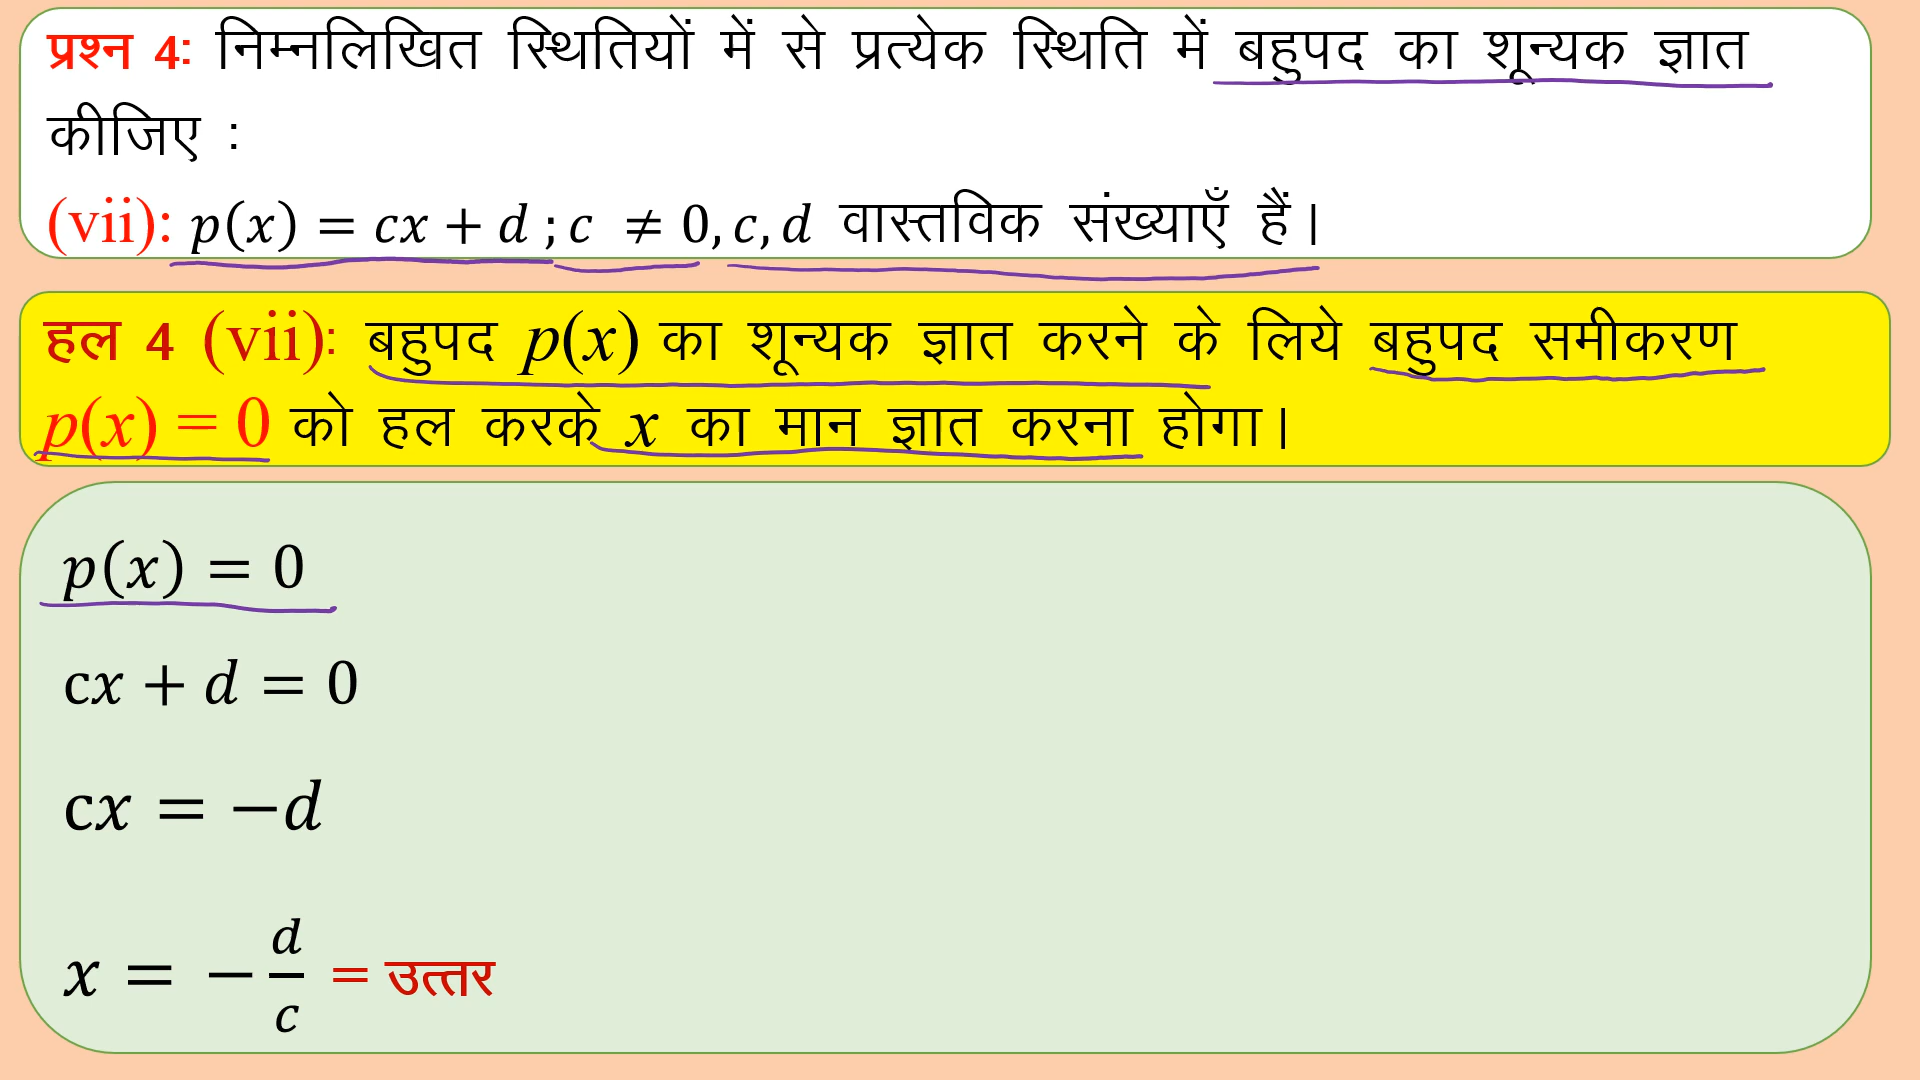 प्रश्न 4: निम्नलिखित स्थितियों में से प्रत्येक स्थिति में बहुपद का शून्यक ज्ञात
कीजिए :
(vii): p(x) = cx + d ; c ≠ 0, c, d वास्तविक संख्याएँ हैं।
हल 4 (vii): बहुपद p(x) का शून्यक ज्ञात करने के लिये बहुपद समीकरण
p(x) = 0 को हल करके x का मान ज्ञात करना होगा।
p(x) = 0
cx + d = 0
cx = −d
x = −d/c = उत्तर